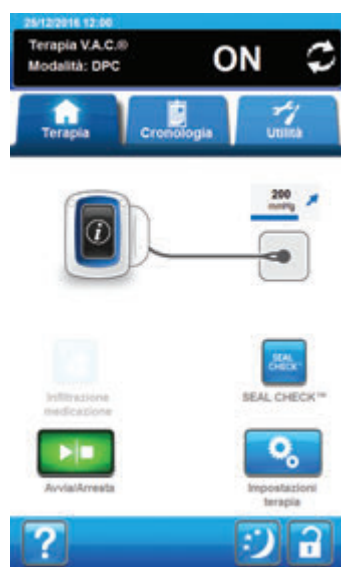 26/12/2016 12:00
Terapia V.A.C.®
Modalità: DPC
ON
Terapia
Cronologia
Utilità
200
mmHg
i
SEAL
CHECK™
Infiltrazione
medicazione
SEAL CHECK™
Avvia/Arresta
Impostazioni
terapia
?